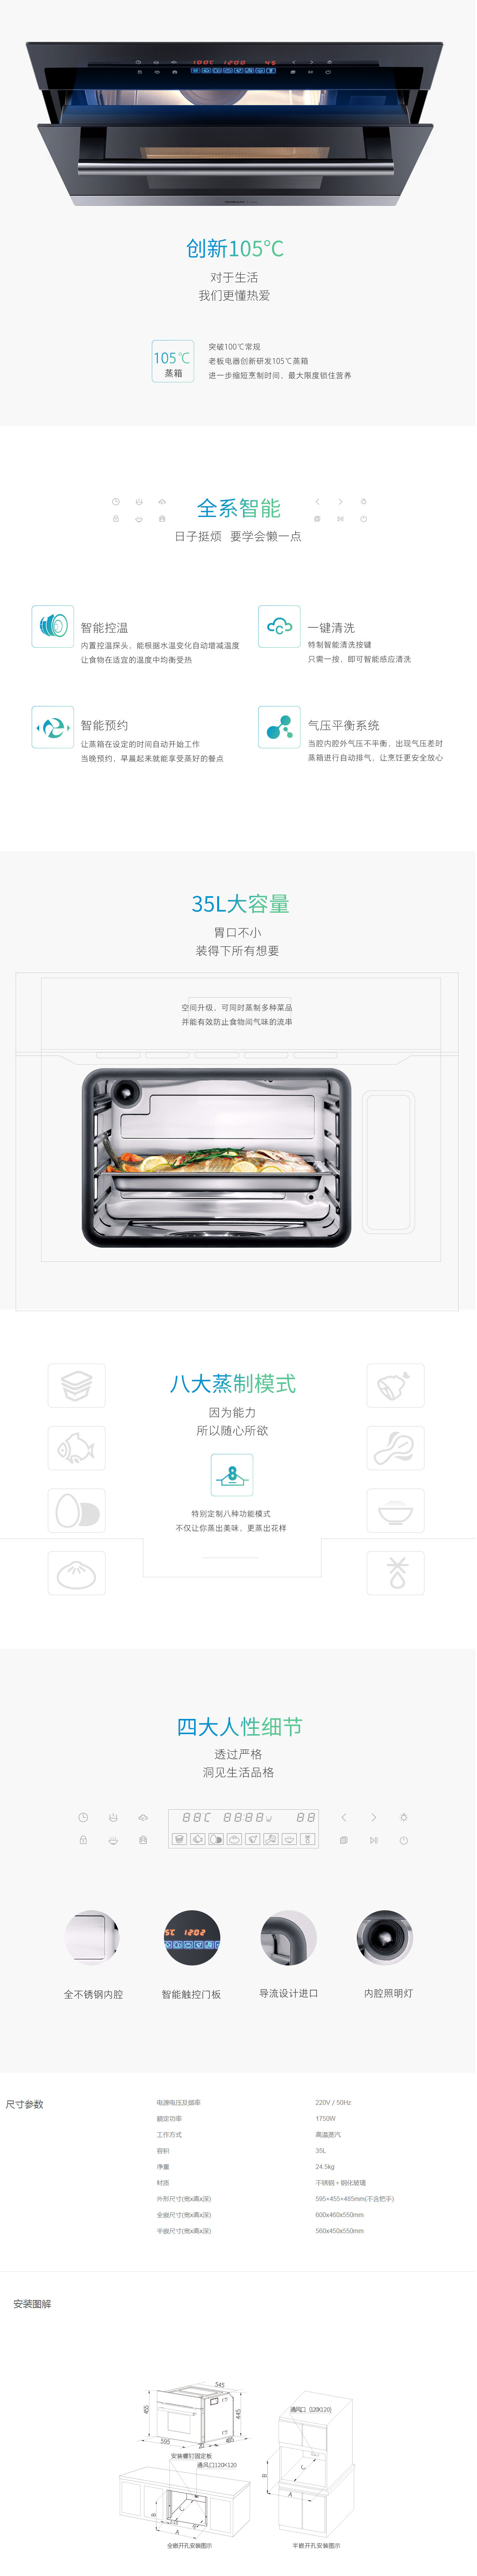 100C 1200 45
创新105℃
对于生活
我们更懂热爱
105℃
蒸箱
突破100℃常规
老板电器创新研发105℃蒸箱
进一步缩短烹制时间，最大限度锁住营养
全系智能
日子挺烦 要学会懒一点
智能控温
内置控温探头，能根据水温变化自动增减温度
让食物在适宜的温度中均衡受热
一键清洗
特制智能清洗按键
只需一按，即可智能感应清洗
智能预约
让蒸箱在设定的时间自动开始工作
当晚预约，早晨起来就能享受蒸好的餐点
气压平衡系统
当腔内腔外气压不平衡，出现气压差时
蒸箱进行自动排气，让烹饪更安全放心
35L大容量
胃口不小
装得下所有想要
空间升级，可同时蒸制多种菜品
并能有效防止食物间气味的流串
八大蒸制模式
因为能力
所以随心所欲
8
特别定制八种功能模式
不仅让你蒸出美味，更蒸出花样
四大人性细节
透过严格
洞见生活品格
88C 8888 88
5C 1202
全不锈钢内腔
智能触控门板
导流设计进口
内腔照明灯
尺寸参数
电源电压及频率 220V / 50Hz
额定功率 1750W
工作方式 高温蒸汽
容积 35L
净重 24.5kg
材质 不锈钢＋钢化玻璃
外形尺寸(宽x高x深) 595×455×485mm(不含把手)
全嵌尺寸(宽x高x深) 600x460x550mm
半嵌尺寸(宽x高x深) 560x450x550mm
安装图解
545
455
445
595
20
485
安装螺钉固定板
通风口120X120
通风口 (120X120)
A
B
C
A
B
C
全嵌开孔安装图示
半嵌开孔安装图示